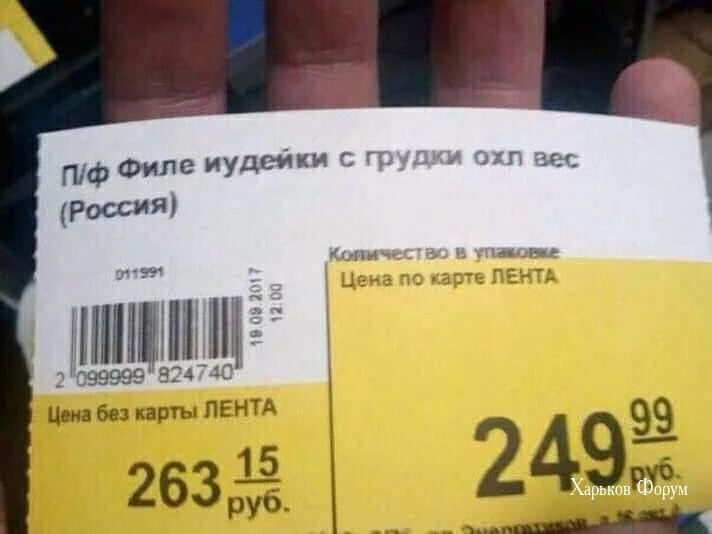 П/ф Филе иудейки с грудки охл вес
(Россия)
Количество в упаковке
011991
19.09.2017
12:00
2 099999 824740
Цена по карте ЛЕНТА
249 99
руб.
Цена без карты ЛЕНТА
263 15
руб.
Харьков Форум